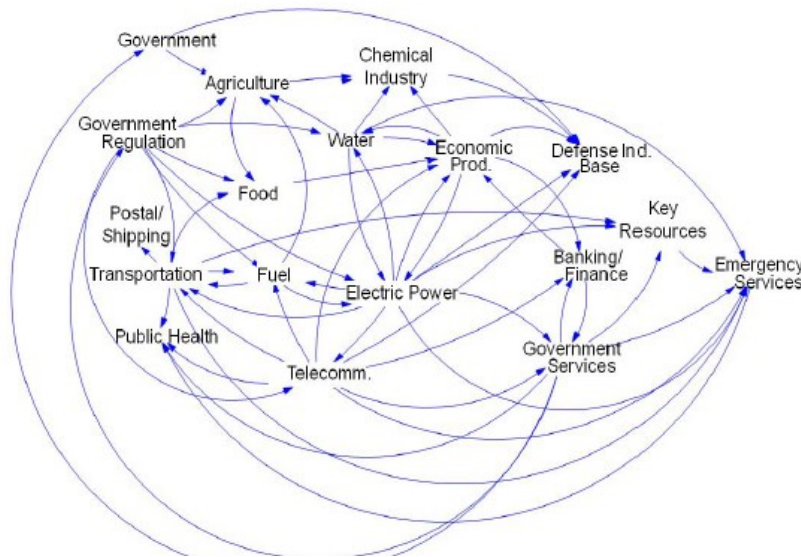 Government
Chemical
Industry
Agriculture
Government
Regulation
Water
Economic
Prod.
Defense Ind.
Base
Food
Postal/
Shipping
Key
Resources
Transportation
Fuel
Electric Power
Banking/
Finance
Emergency
Services
Public Health
Telecomm.
Government
Services